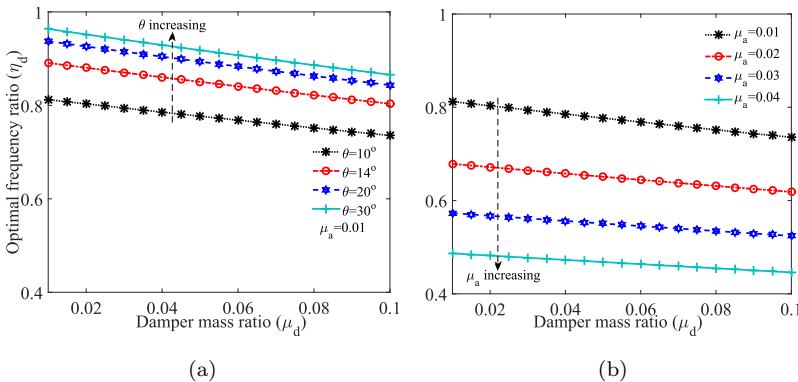 Optimal frequency ratio (η_d)
1
0.8
0.6
0.4
θ increasing
θ=10°
θ=14°
θ=20°
θ=30°
μ_a=0.01
0.02 0.04 0.06 0.08 0.1
Damper mass ratio (μ_d)
(a)
1
0.8
0.6
0.4
μ_a=0.01
μ_a=0.02
μ_a=0.03
μ_a=0.04
μ_a increasing
0.02 0.04 0.06 0.08 0.1
Damper mass ratio (μ_d)
(b)